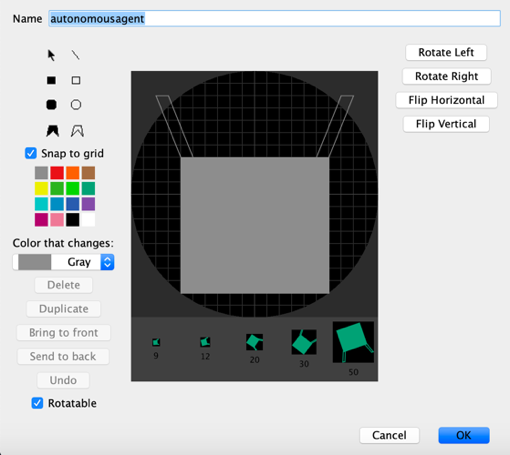 Name autonomousagent
Rotate Left
Rotate Right
Flip Horizontal
Flip Vertical
Snap to grid
Color that changes:
Gray
Delete
Duplicate
Bring to front
Send to back
Undo
Rotatable
9 12 20 30 50
Cancel OK